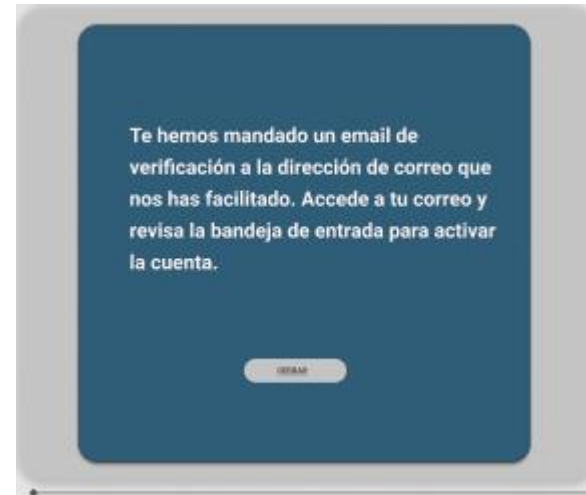 Te hemos mandado un email de
verificación a la dirección de correo que
nos has facilitado. Accede a tu correo y
revisa la bandeja de entrada para activar
la cuenta.
CERRAR